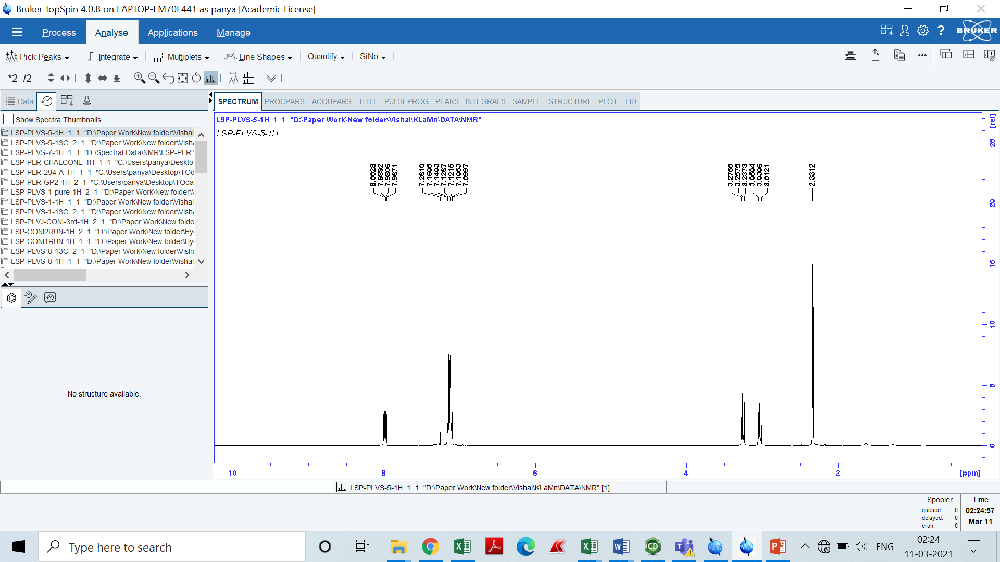 Bruker TopSpin 4.0.8 on LAPTOP-EM70E441 as panya [Academic License]
Process Analyse Applications Manage
4
?
BRUKER
Pick Peaks Integrate Multiplets Line Shapes Quantify SiNo
*2 /2
Data
4
SPECTRUM PROCPARS ACQUPARS TITLE PULSEPROG PEAKS INTEGRALS SAMPLE STRUCTURE PLOT FID
Show Spectra Thumbnails
LSP-PLVS-5-1H 1 1 "D:\Paper Work\New folder\Vishal
LSP-PLVS-5-13C 2 1 "D:\Paper Work\New folder\Visha
LSP-PLVS-7-1H 1 1 "D:\Spectral Data\NMR\LSP-PLR"
LSP-PLR-CHALCONE-1H 1 1 "C:\Users\panya\Deskto
LSP-PLR-294-A-1H 1 1 "C:\Users\panya\Desktop\TOd
LSP-PLR-GP2-1H 2 1 "C:\Users\panya\Desktop\TOda
LSP-PLVS-1-pure-1H 2 1 "D:\Paper Work\New folder\V
LSP-PLVS-1-1H 1 1 "D:\Paper Work\New folder\Vishal
LSP-PLVS-1-13C 2 1 "D:\Paper Work\New folder\Visha
LSP-PLVJ-CONI-3rd-1H 2 1 "D:\Paper Work\New folde
LSP-CONI2RUN-1H 2 1 "D:\Paper Work\New folder\Hy
LSP-CONI1RUN-1H 1 1 "D:\Paper Work\New folder\Hy
LSP-PLVS-8-13C 2 1 "D:\Paper Work\New folder\Visha
LSP-PLVS-8-1H 1 1 "D:\Paper Work\New folder\Vishal
No structure available.
LSP-PLVS-5-1H 1 1 "D:\Paper Work\New folder\Vishal\KLaMn\DATA\NMR"
LSP-PLVS-5-1H
8.0028
7.9892
7.9806
7.9671
7.2610
7.1605
7.1403
7.1267
7.1215
7.1053
7.0997
3.2755
3.2575
3.2373
3.0504
3.0306
3.0121
2.3312
[rel]
25
20
15
10
5
0
10 8 6 4 2 [ppm]
LSP-PLVS-5-1H 1 1 "D:\Paper Work\New folder\Vishal\KLaMn\DATA\NMR" [1]
Spooler
queued: 0
delayed: 0
cron: 0
Time
02:24:57
Mar 11
Type here to search
ENG
02:24
11-03-2021